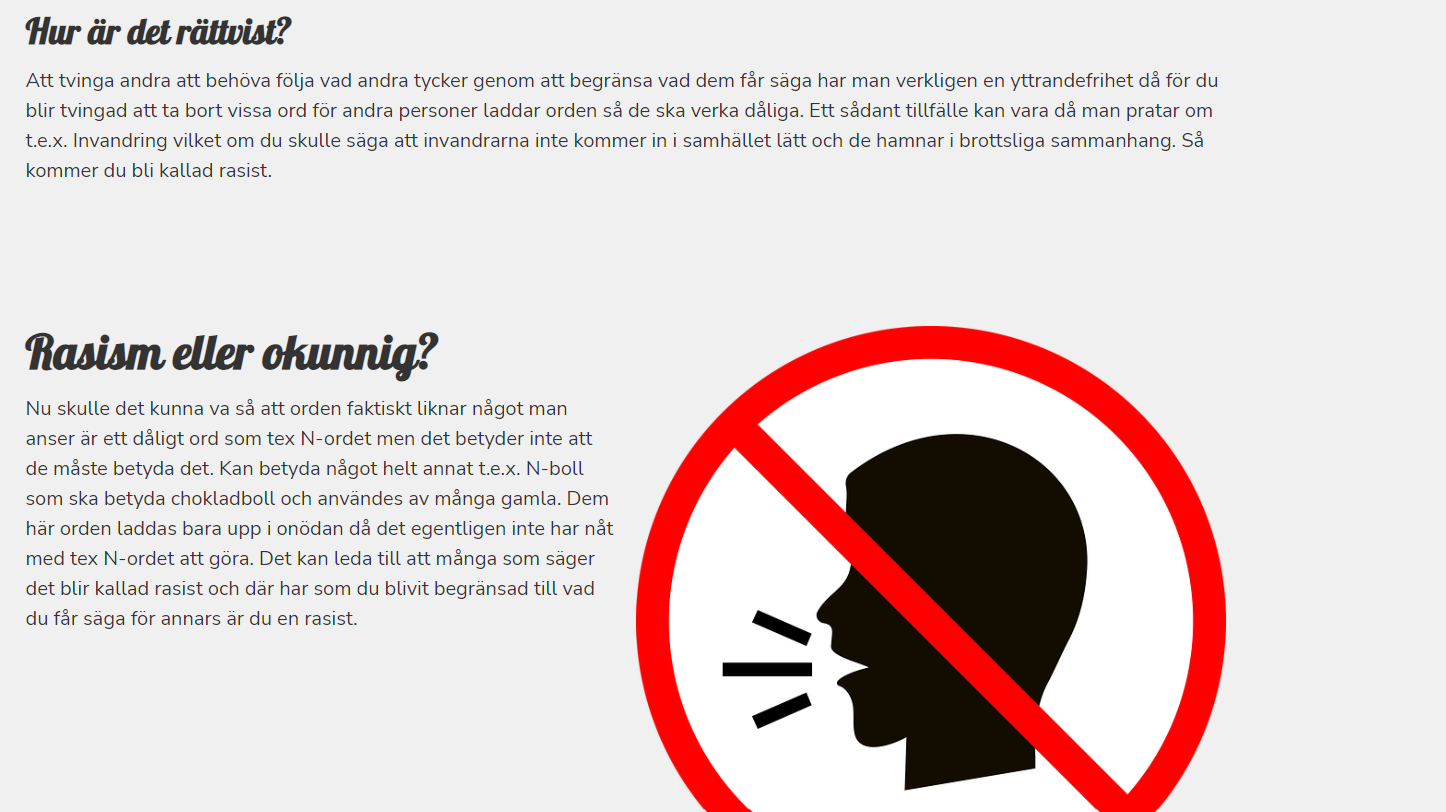 Hur är det rättvist?
Att tvinga andra att behöva följa vad andra tycker genom att begränsa vad dem får säga har man verkligen en yttrandefrihet då för du
blir tvingad att ta bort vissa ord för andra personer laddar orden så de ska verka dåliga. Ett sådant tillfälle kan vara då man pratar om
t.e.x. Invandring vilket om du skulle säga att invandrarna inte kommer in i samhället lätt och de hamnar i brottsliga sammanhang. Så
kommer du bli kallad rasist.
Rasism eller okunnig?
Nu skulle det kunna va så att orden faktiskt liknar något man
anser är ett dåligt ord som tex N-ordet men det betyder inte att
de måste betyda det. Kan betyda något helt annat t.e.x. N-boll
som ska betyda chokladboll och användes av många gamla. Dem
här orden laddas bara upp i onödan då det egentligen inte har nåt
med tex N-ordet att göra. Det kan leda till att många som säger
det blir kallad rasist och där har som du blivit begränsad till vad
du får säga för annars är du en rasist.